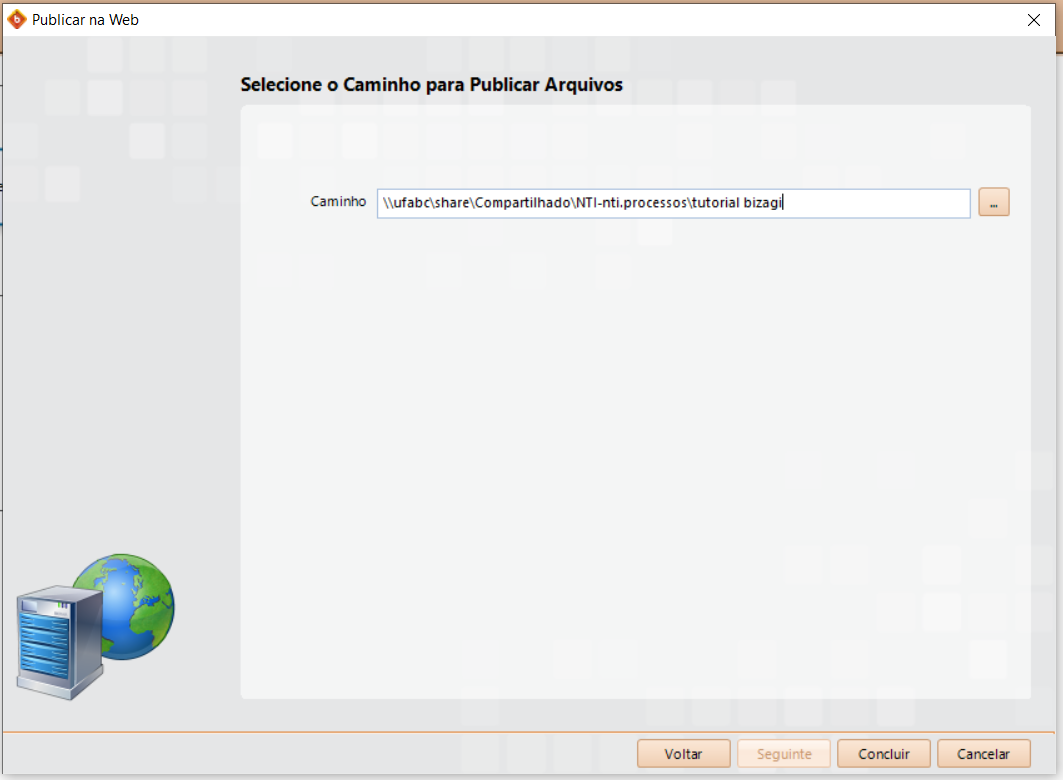 Publicar na Web
Selecione o Caminho para Publicar Arquivos
Caminho \\ufabc\share\Compartilhado\NTI-nti.processos\tutorial bizagi ...
Voltar Seguinte Concluir Cancelar